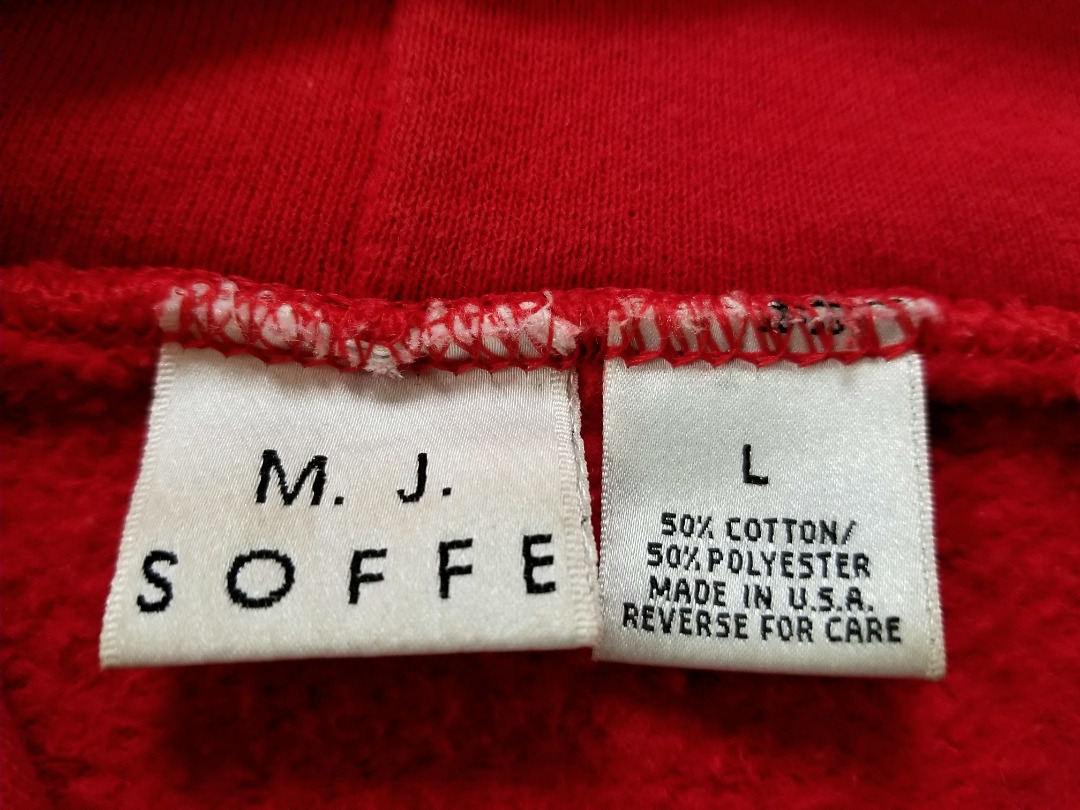 M. J.
SOFFE
L
50% COTTON/
50% POLYESTER
MADE IN U.S.A.
REVERSE FOR CARE